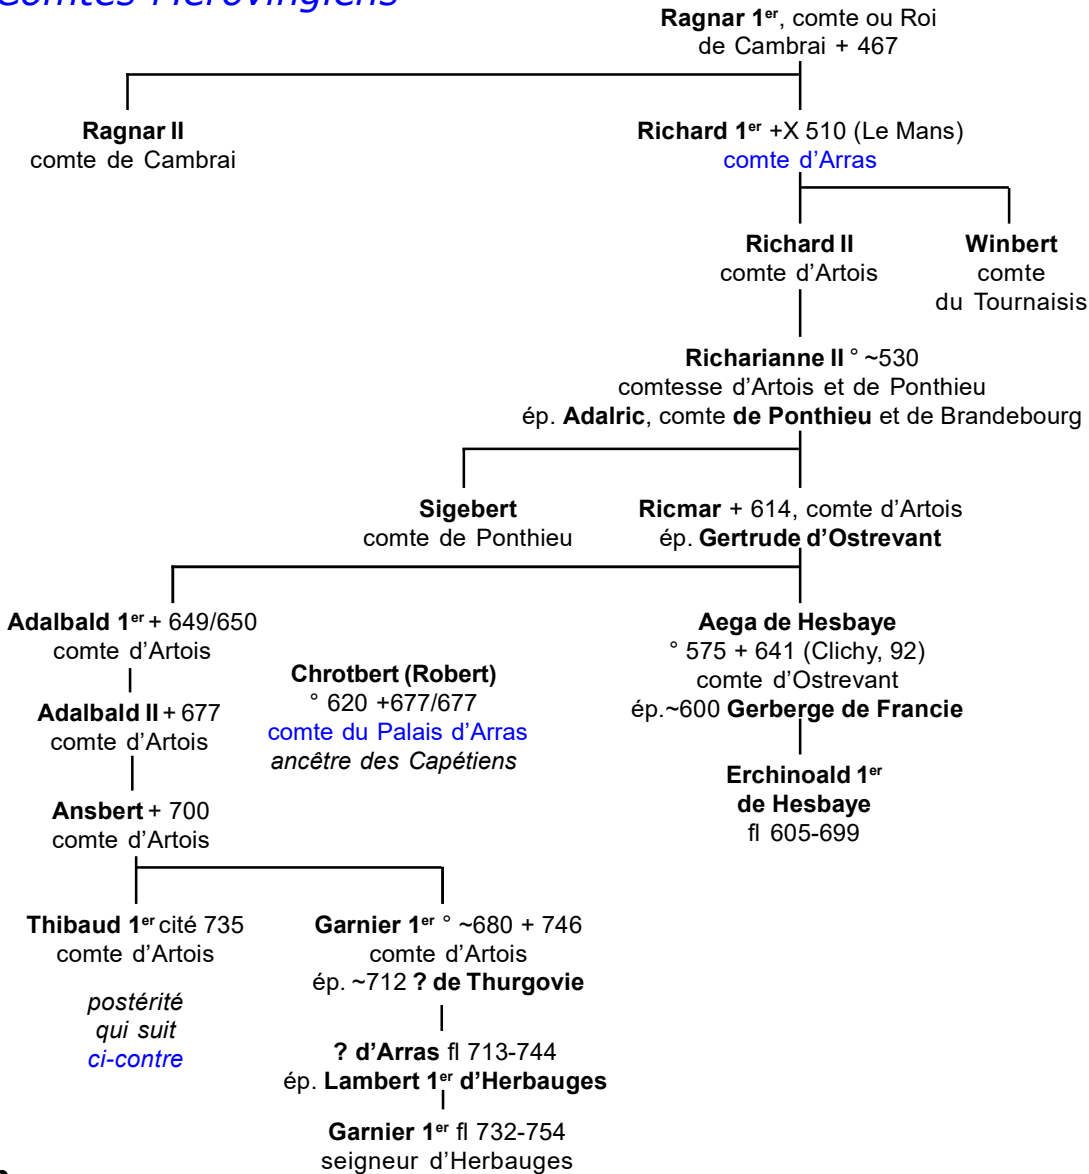 Comtes Mérovingiens
Ragnar 1er, comte ou Roi
de Cambrai + 467
Ragnar II
comte de Cambrai
Richard 1er +X 510 (Le Mans)
comte d'Arras
Richard II
comte d'Artois
Winbert
comte
du Tournaisis
Richarianne II ° ~530
comtesse d'Artois et de Ponthieu
ép. Adalric, comte de Ponthieu et de Brandebourg
Sigebert
comte de Ponthieu
Ricmar + 614, comte d'Artois
ép. Gertrude d'Ostrevant
Adalbald 1er + 649/650
comte d'Artois
Adalbald II + 677
comte d'Artois
Ansbert + 700
comte d'Artois
Chrotbert (Robert)
° 620 +677/677
comte du Palais d'Arras
ancêtre des Capétiens
Aega de Hesbaye
° 575 + 641 (Clichy, 92)
comte d'Ostrevant
ép.~600 Gerberge de Francie
Erchinoald 1er
de Hesbaye
fl 605-699
Thibaud 1er cité 735
comte d'Artois
postérité
qui suit
ci-contre
Garnier 1er ° ~680 + 746
comte d'Artois
ép. ~712 ? de Thurgovie
? d'Arras fl 713-744
ép. Lambert 1er d'Herbauges
Garnier 1er fl 732-754
seigneur d'Herbauges